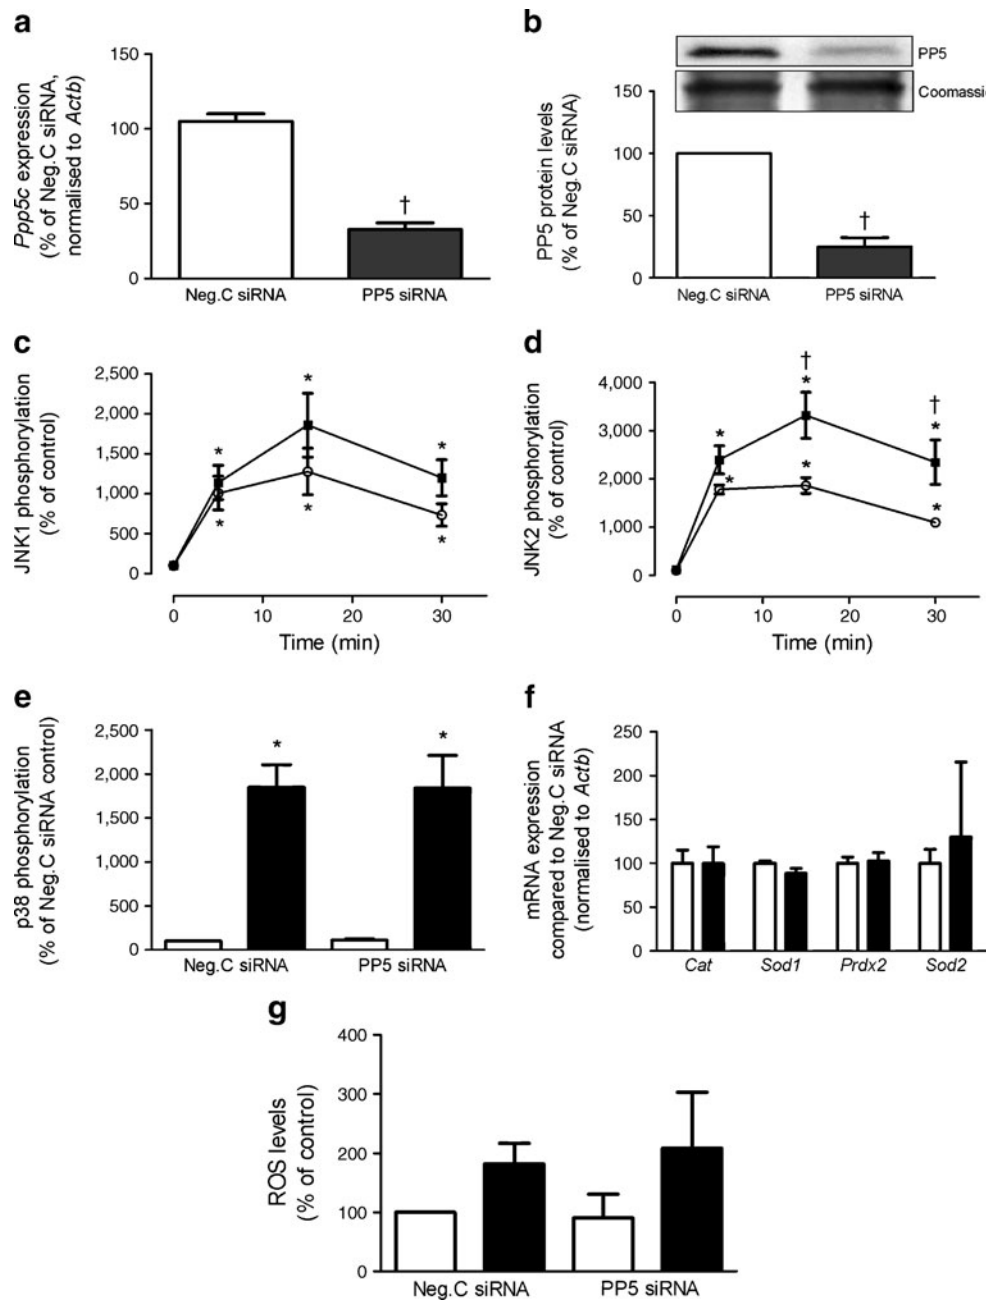 a
Ppp5c expression
(% of Neg.C siRNA,
normalised to Actb)
150
100
50
0
†
Neg.C siRNA
PP5 siRNA
b
PP5
Coomassie
PP5 protein levels
(% of Neg.C siRNA)
150
100
50
0
†
Neg.C siRNA
PP5 siRNA
c
JNK1 phosphorylation
(% of control)
2,500
2,000
1,500
1,000
500
0
*
*
*
*
*
*
0
10
20
30
Time (min)
d
JNK2 phosphorylation
(% of control)
4,000
3,000
2,000
1,000
0
*
*
†
*
*
†
*
*
0
10
20
30
Time (min)
e
p38 phosphorylation
(% of Neg.C siRNA control)
2,500
2,000
1,500
1,000
500
0
*
*
Neg.C siRNA
PP5 siRNA
f
mRNA expression
compared to Neg.C siRNA
(normalised to Actb)
250
200
150
100
50
0
Cat
Sod1
Prdx2
Sod2
g
ROS levels
(% of control)
400
300
200
100
0
Neg.C siRNA
PP5 siRNA